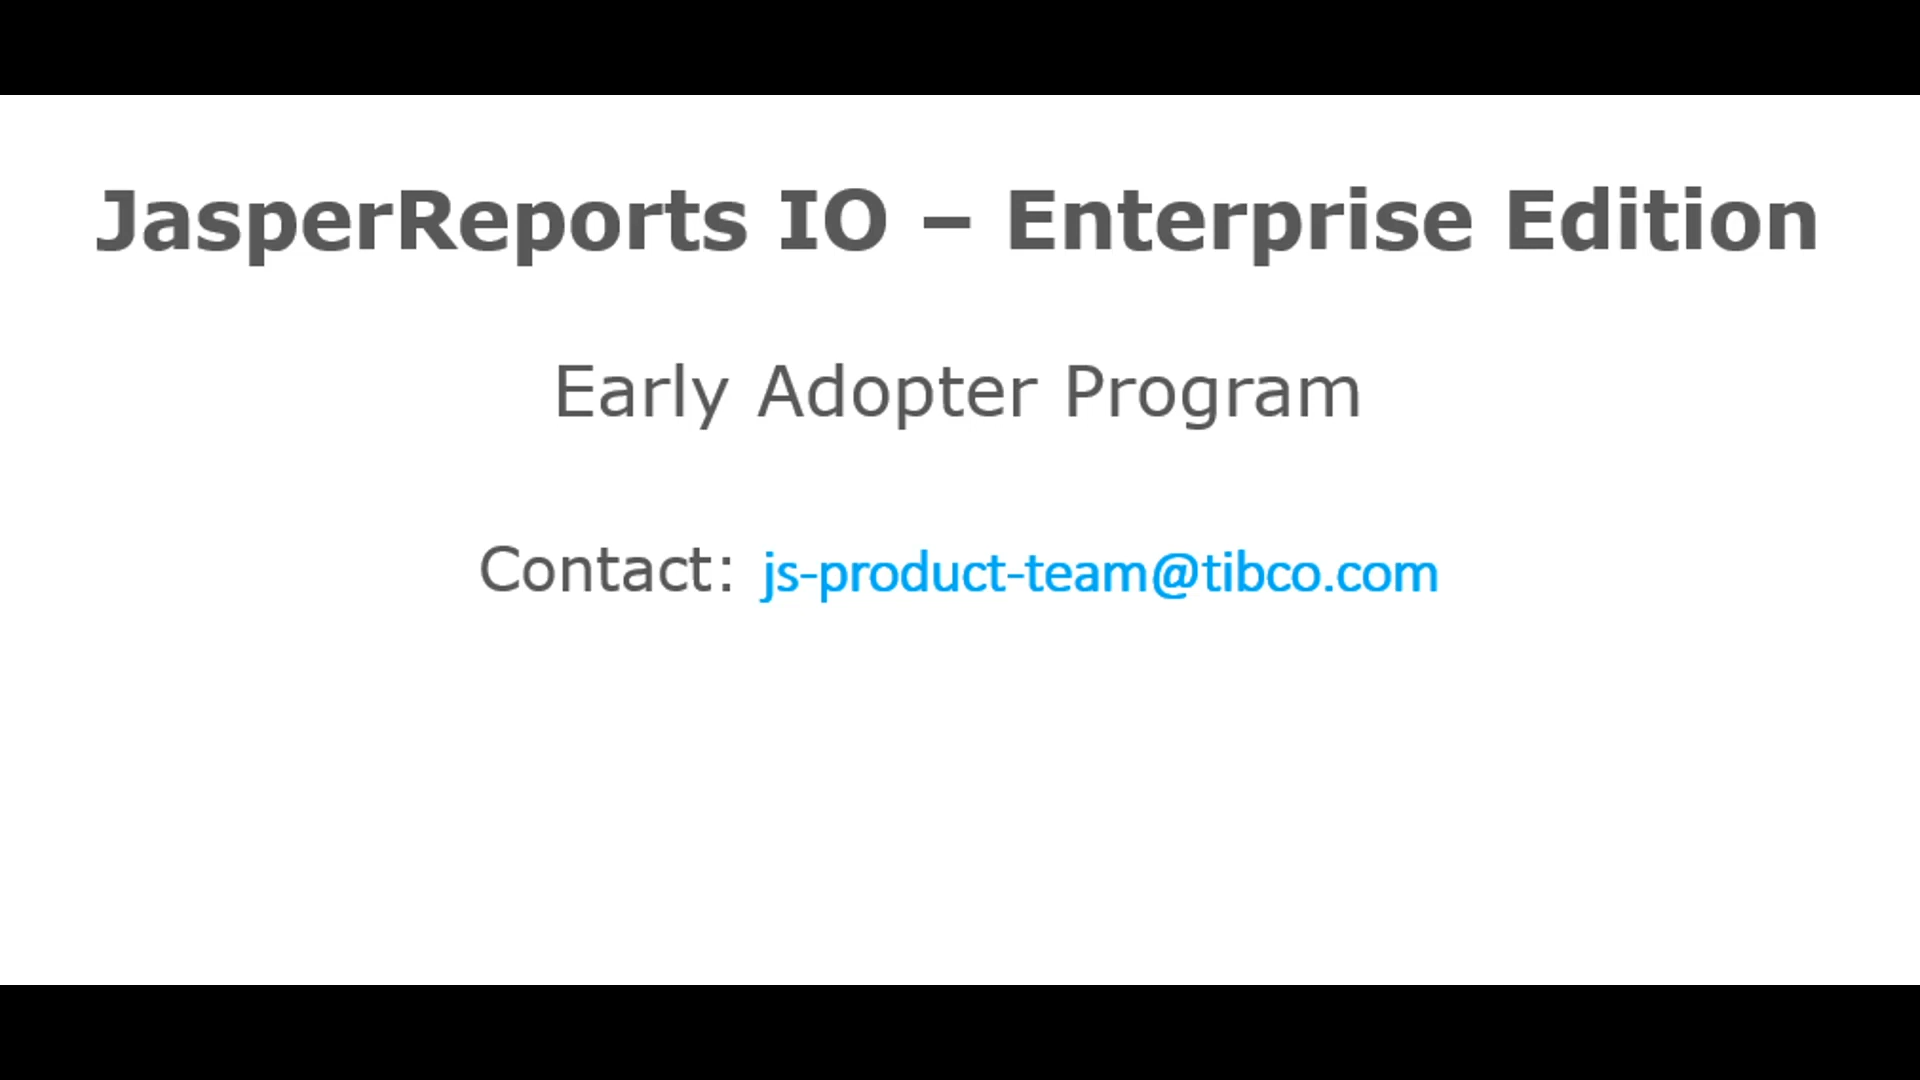 JasperReports IO – Enterprise Edition
Early Adopter Program
Contact: js-product-team@tibco.com